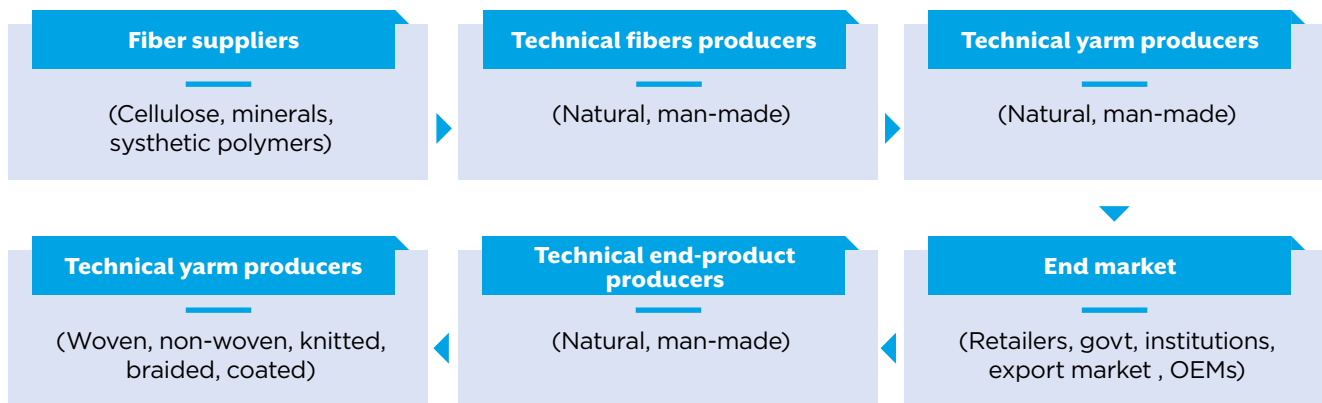 Fiber suppliers
(Cellulose, minerals,
systhetic polymers)
Technical fibers producers
(Natural, man-made)
Technical yarm producers
(Natural, man-made)
Technical yarm producers
(Woven, non-woven, knitted,
braided, coated)
Technical end-product
producers
(Natural, man-made)
End market
(Retailers, govt, institutions,
export market , OEMs)